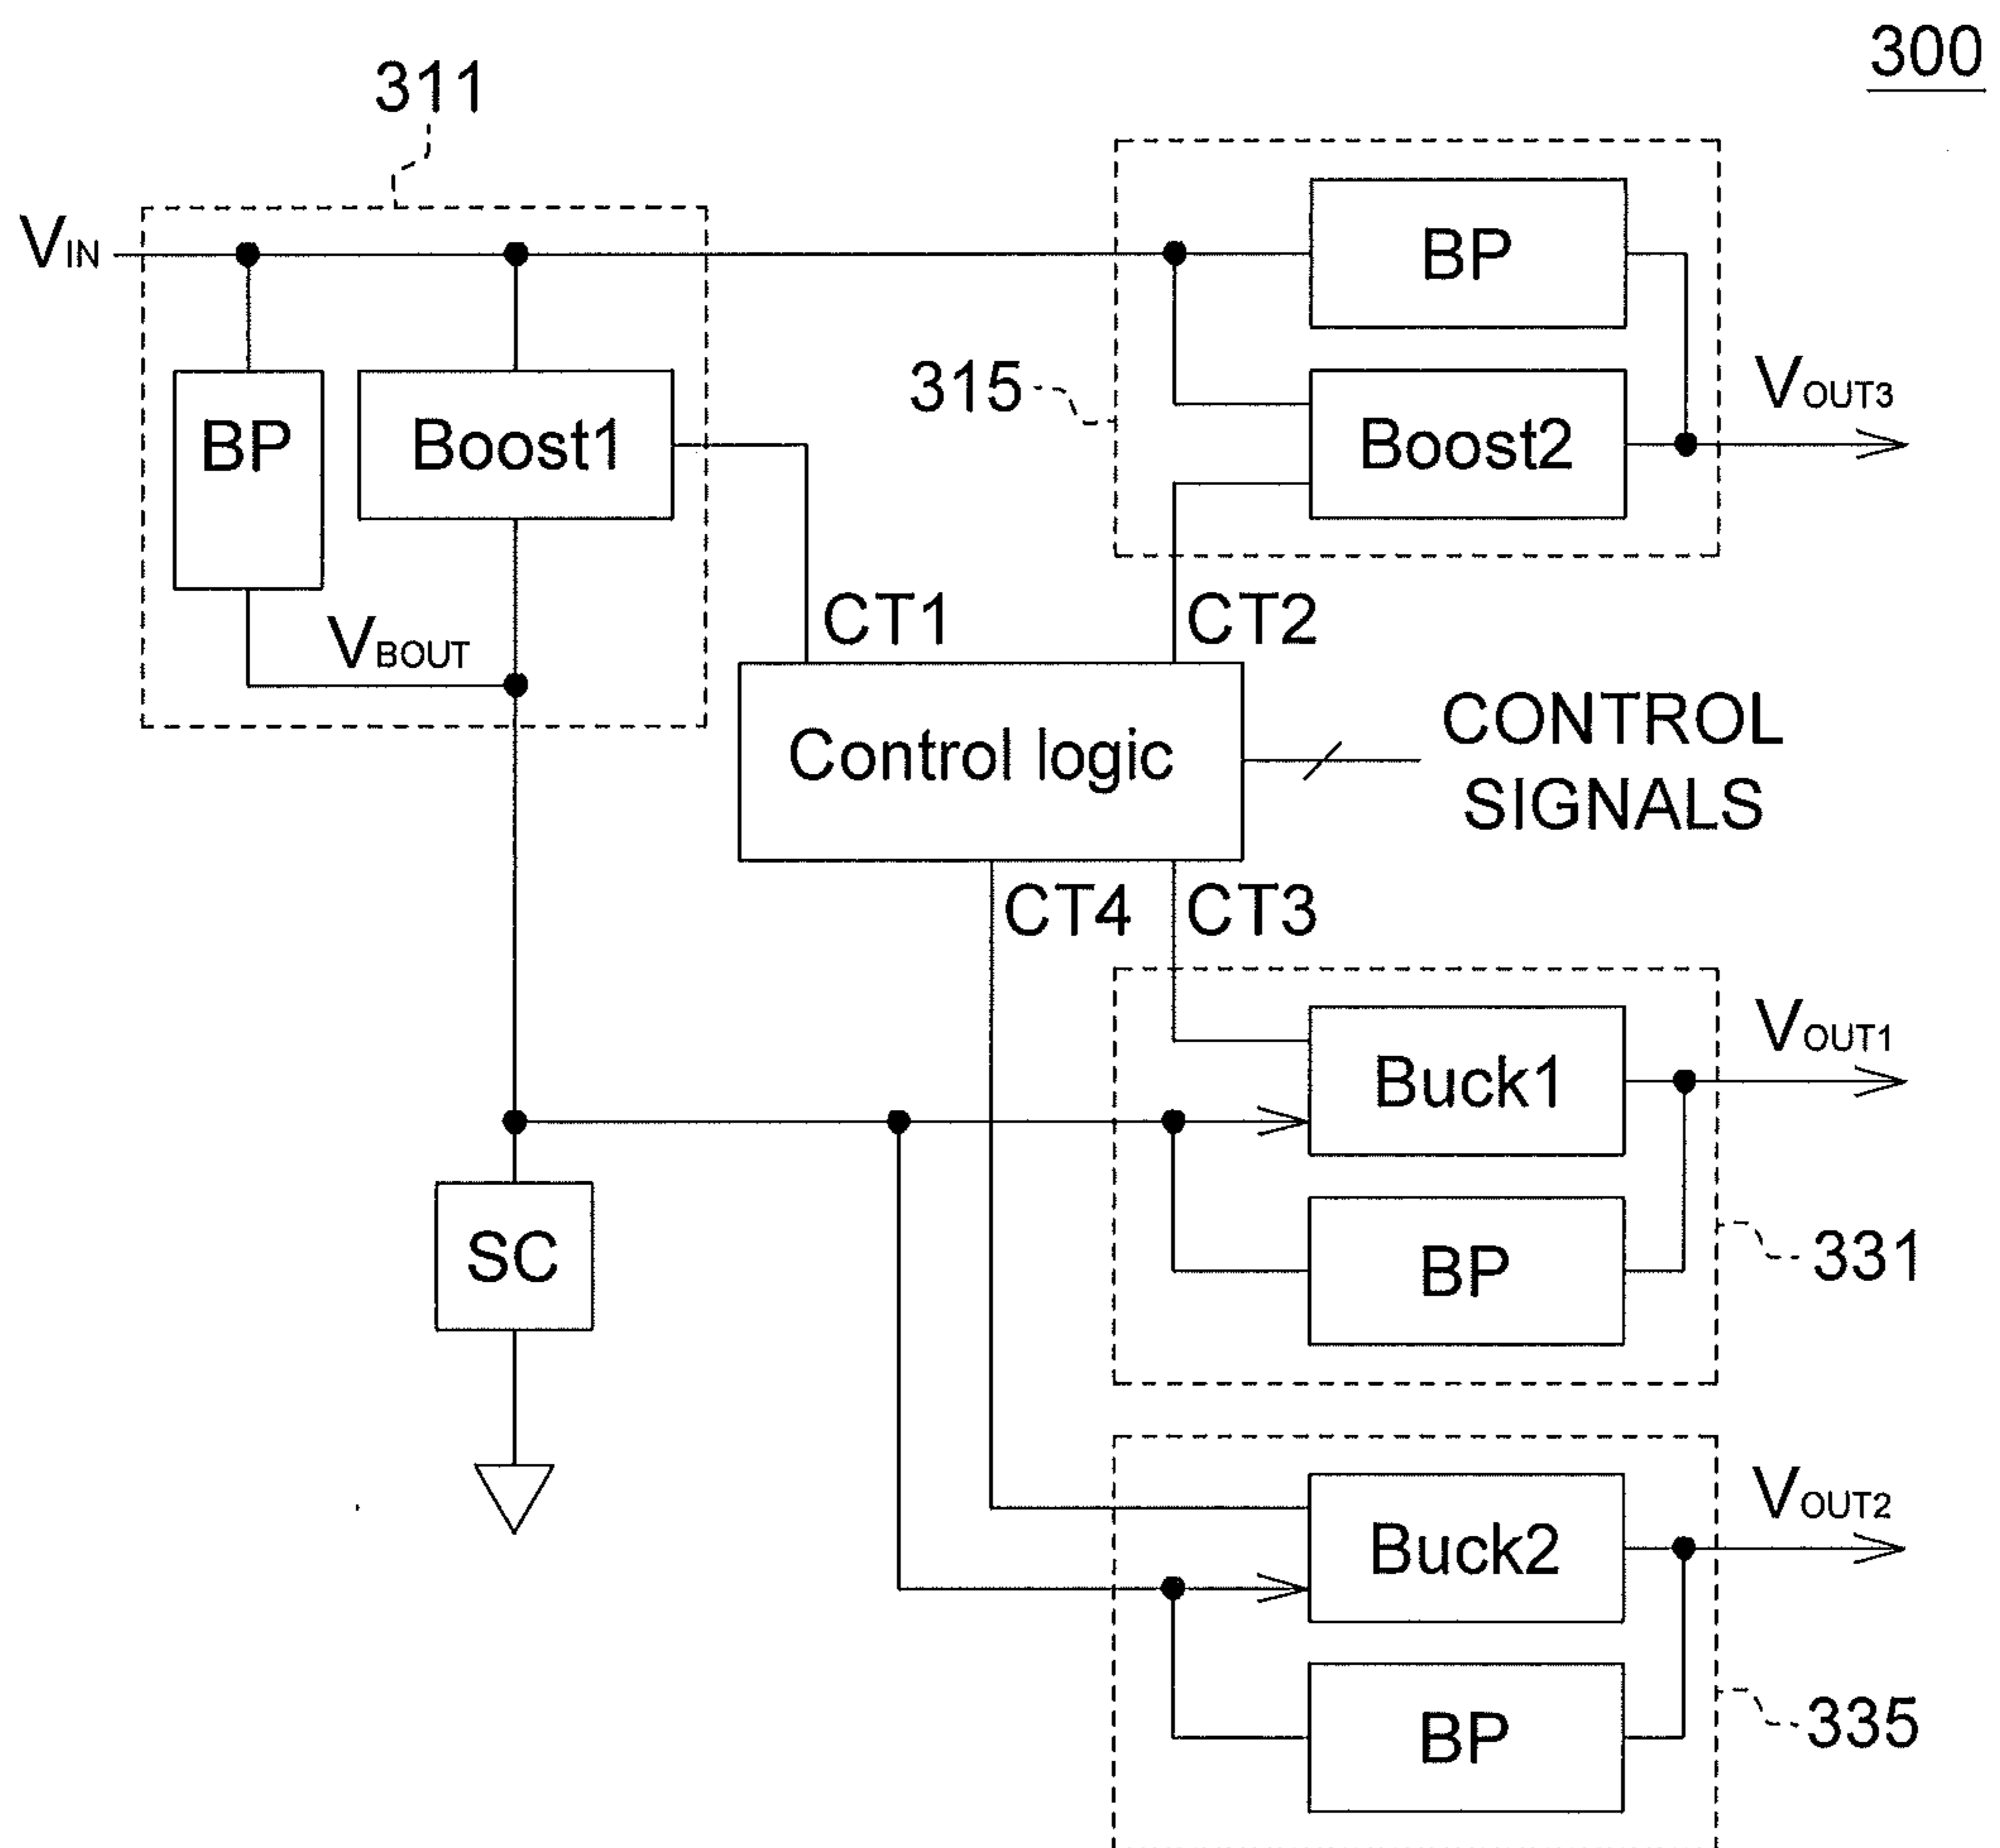 300
311
VIN
BP
315
BP
Boost1
Boost2
VOUT3
VBOUT
CT1
CT2
Control logic
CONTROL
SIGNALS
CT4
CT3
Buck1
VOUT1
SC
BP
331
Buck2
VOUT2
BP
335